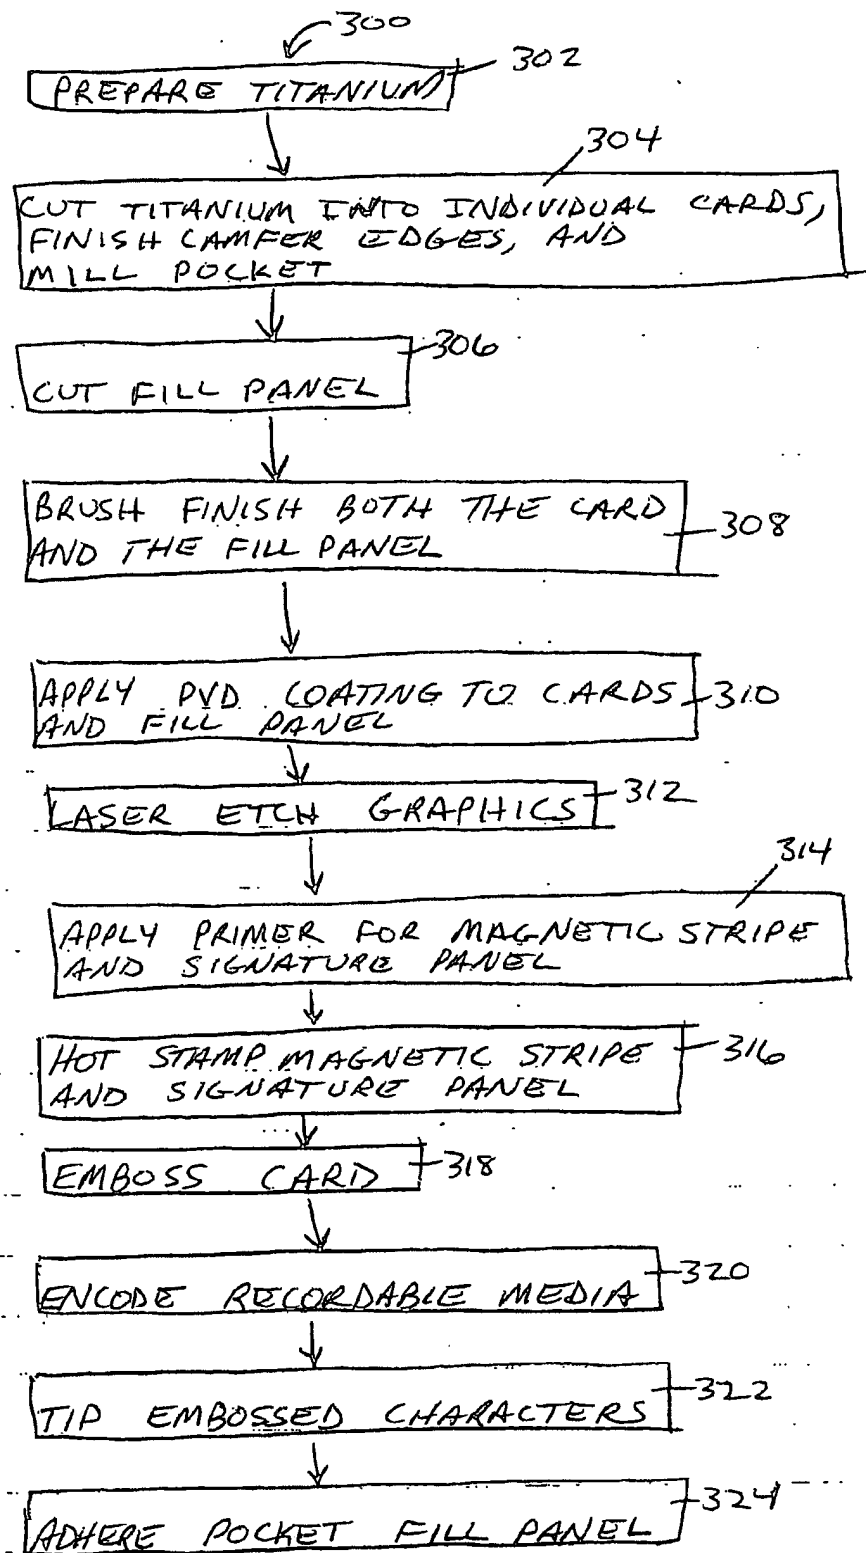 300
302
PREPARE TITANIUM
304
CUT TITANIUM INTO INDIVIDUAL CARDS,
FINISH CAMFER EDGES, AND
MILL POCKET
306
CUT FILL PANEL
BRUSH FINISH BOTH THE CARD
AND THE FILL PANEL
308
APPLY PVD COATING TO CARDS
AND FILL PANEL
310
LASER ETCH GRAPHICS
312
314
APPLY PRIMER FOR MAGNETIC STRIPE
AND SIGNATURE PANEL
HOT STAMP MAGNETIC STRIPE
AND SIGNATURE PANEL
316
EMBOSS CARD
318
ENCODE RECORDABLE MEDIA
320
TIP EMBOSSED CHARACTERS
322
ADHERE POCKET FILL PANEL
324